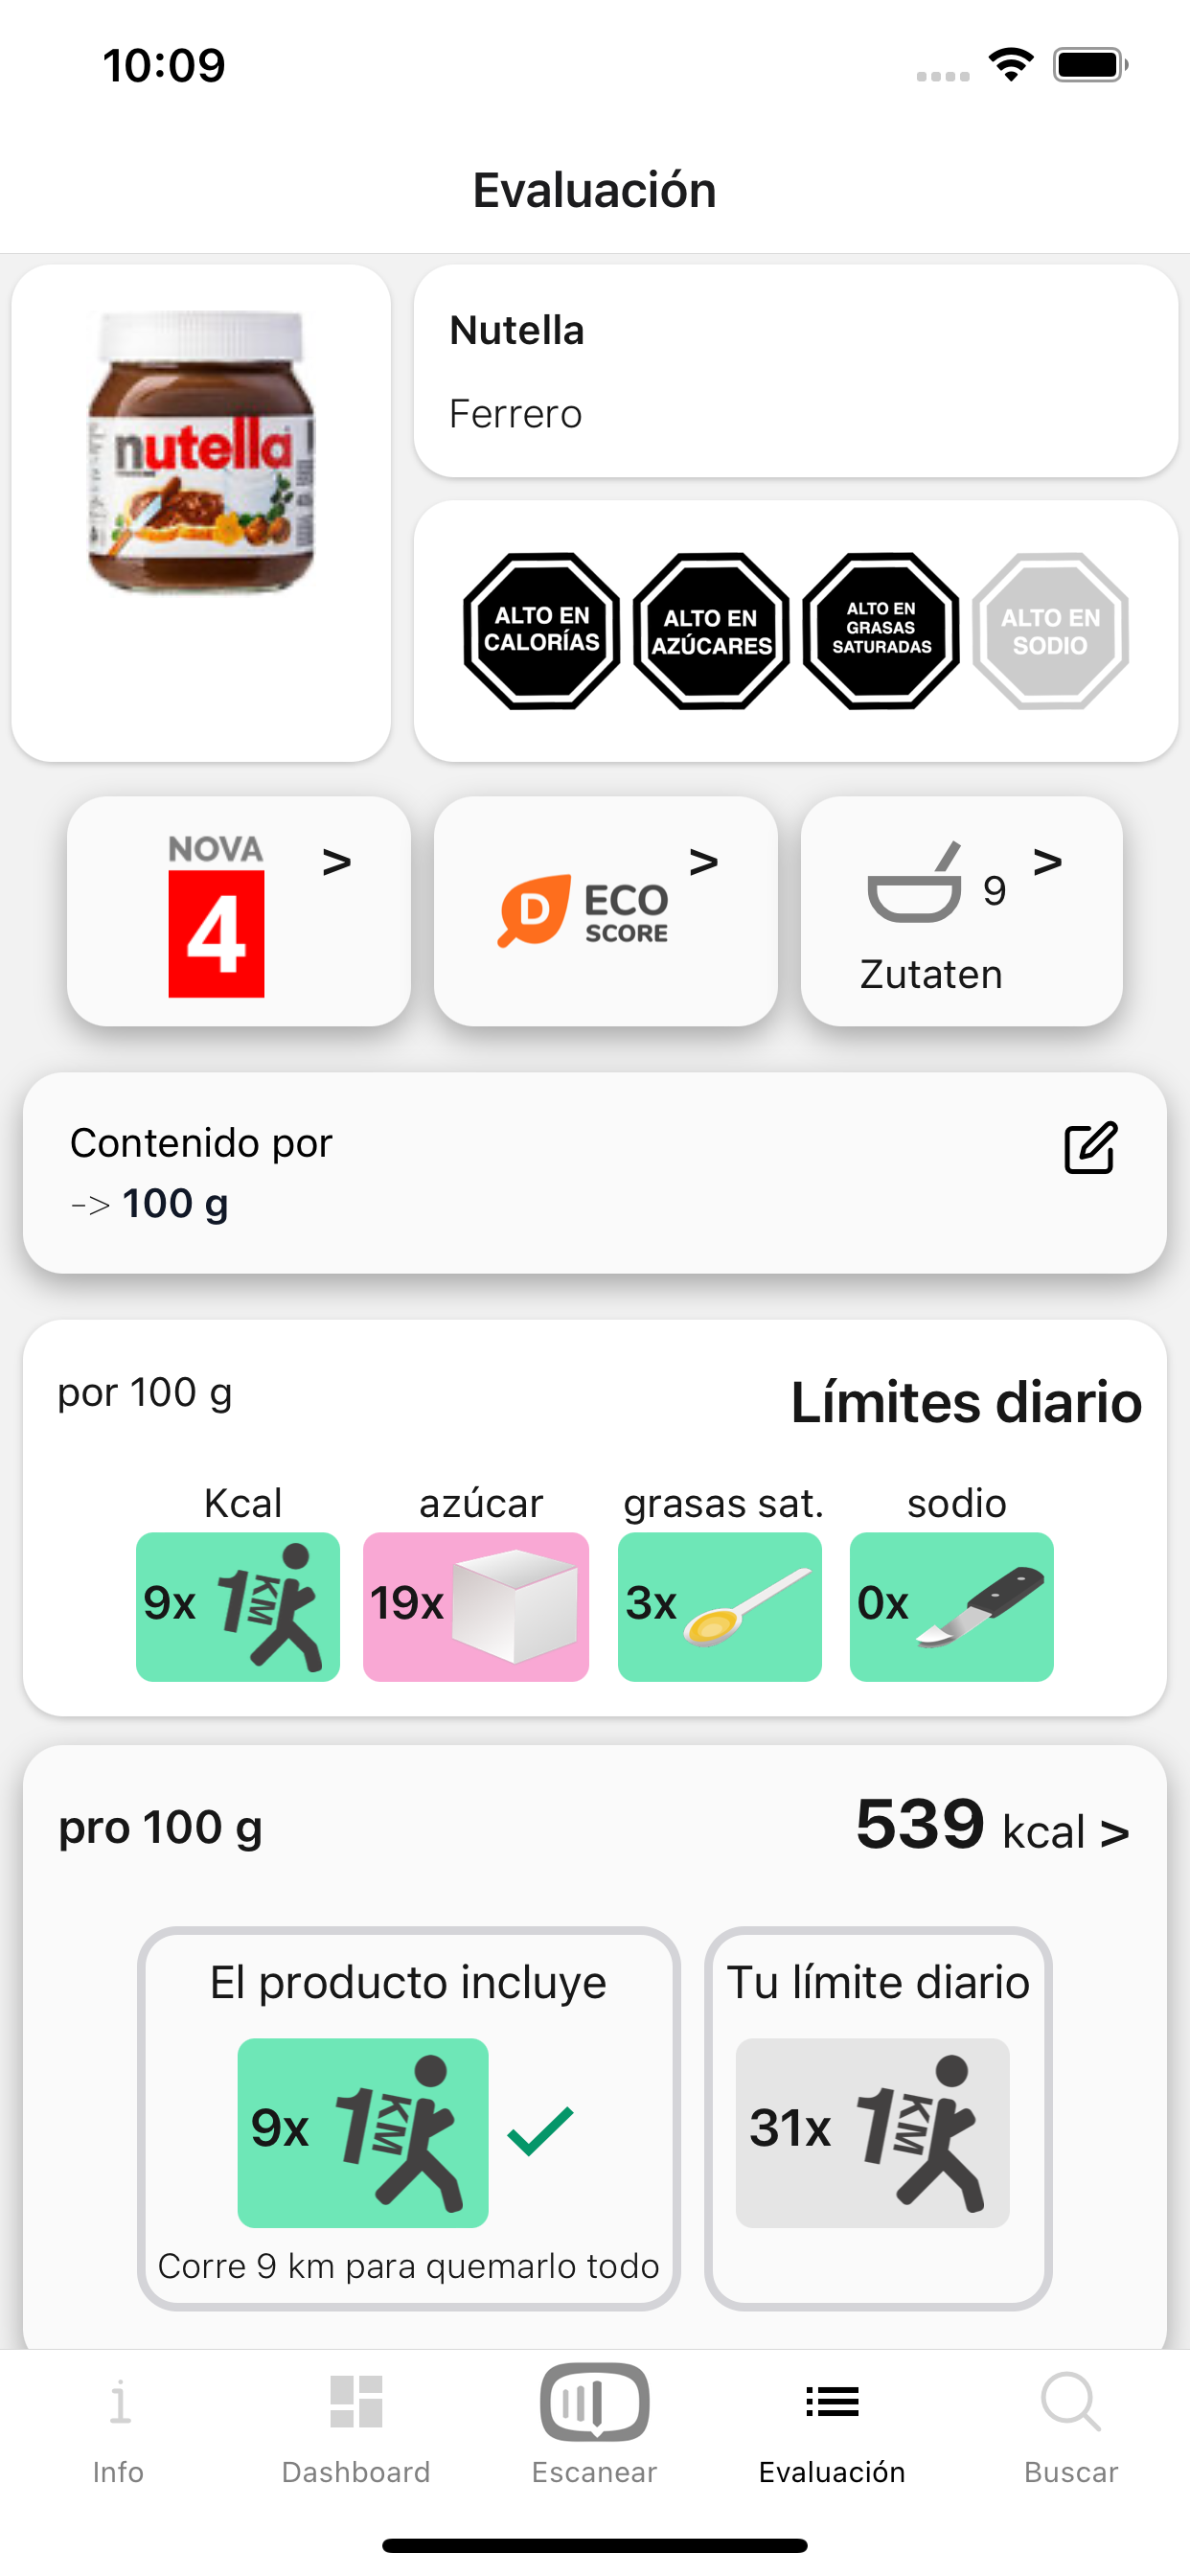 10:09
Evaluación
nutella
Nutella
Ferrero
ALTO EN
CALORÍAS
ALTO EN
AZÚCARES
ALTO EN
GRASAS
SATURADAS
ALTO EN
SODIO
NOVA
4
>
D
ECO
SCORE
>
9
>
Zutaten
Contenido por
-> 100 g
por 100 g
Límites diario
Kcal
azúcar
grasas sat.
sodio
9x
1
KM
19x
3x
0x
pro 100 g
539 kcal >
El producto incluye
9x
1
KM
Corre 9 km para quemarlo todo
Tu límite diario
31x
1
KM
Info
Dashboard
Escanear
Evaluación
Buscar